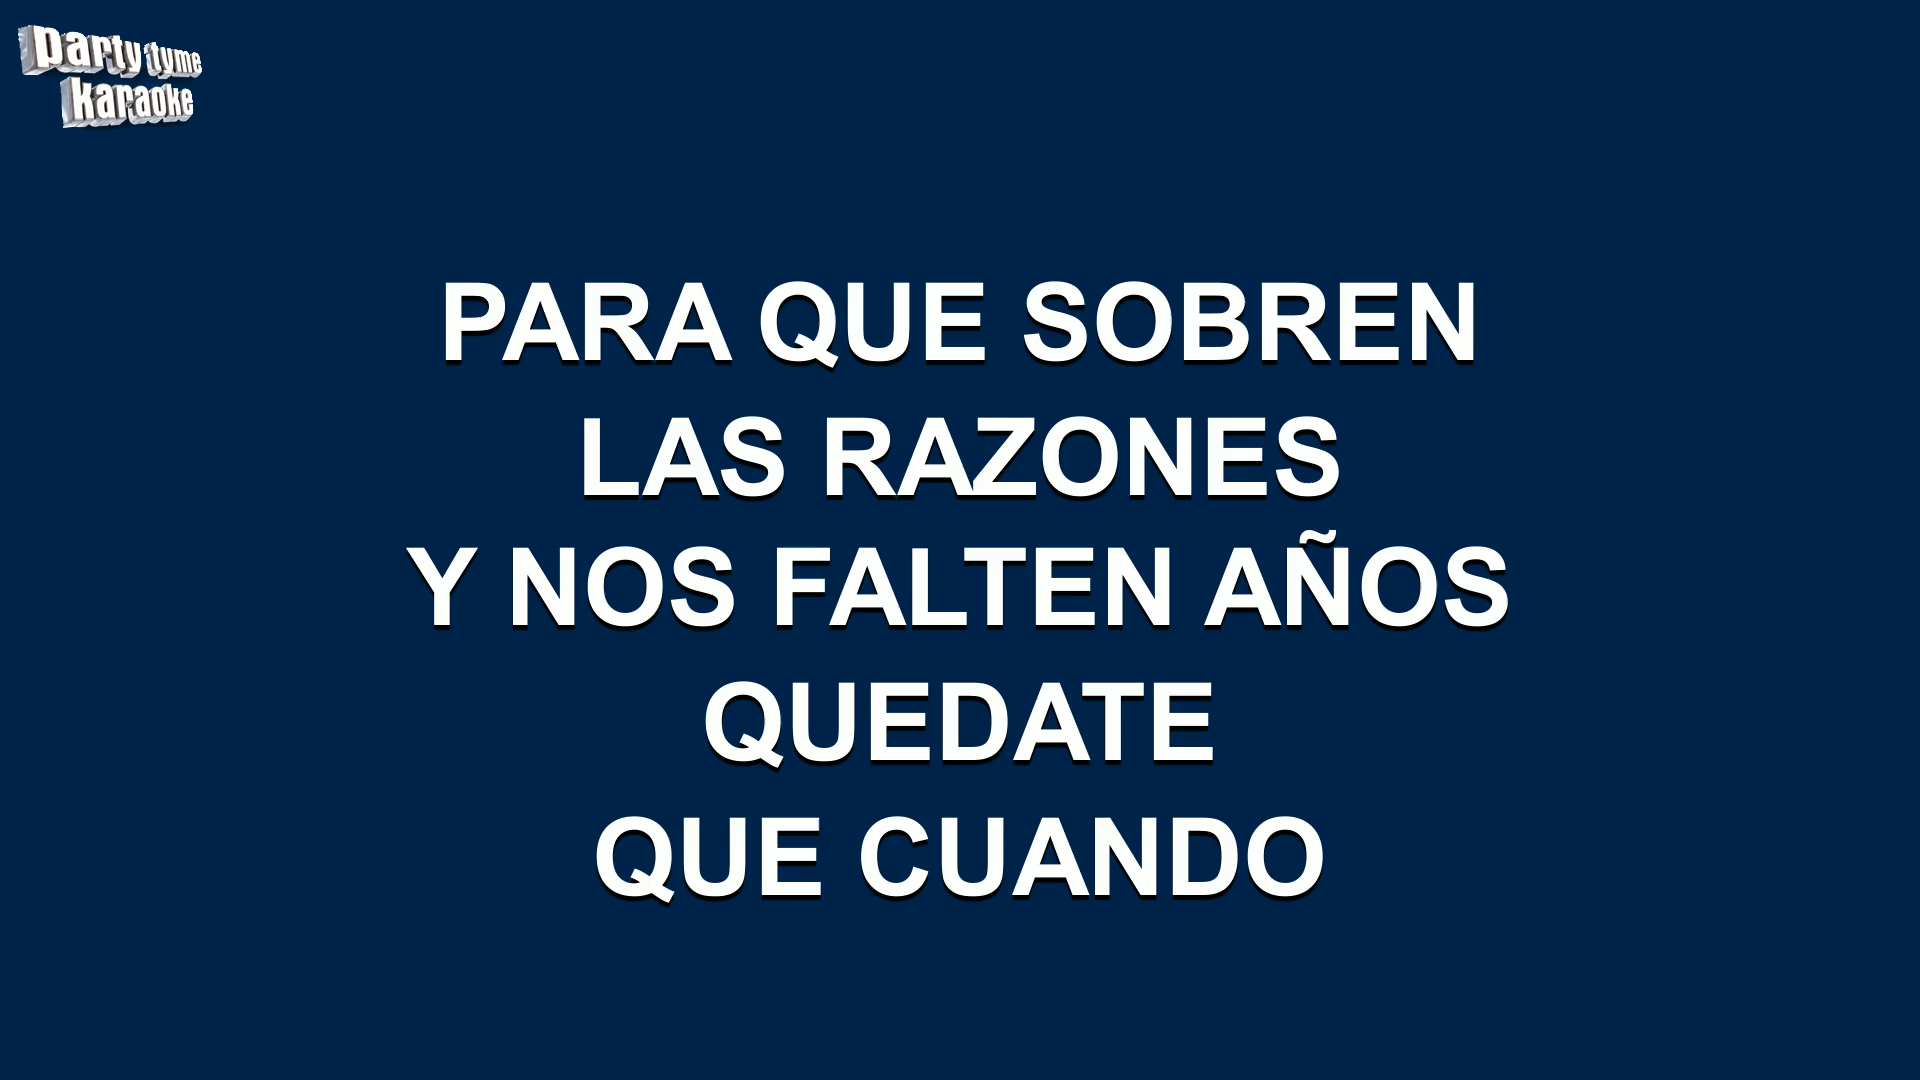 party tyme
karaoke
PARA QUE SOBREN
LAS RAZONES
Y NOS FALTEN AÑOS
QUEDATE
QUE CUANDO